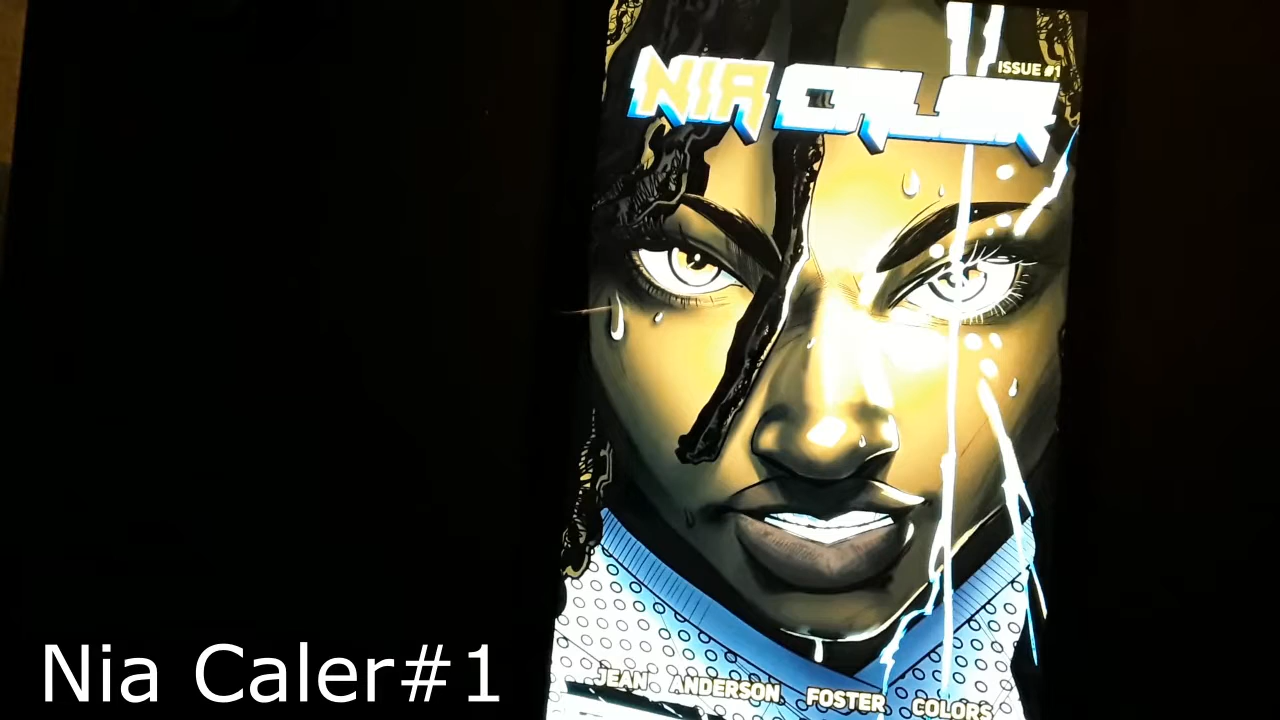 ISSUE #1
NIA CALER
JEAN ANDERSON FOSTER COLORS
Nia Caler#1